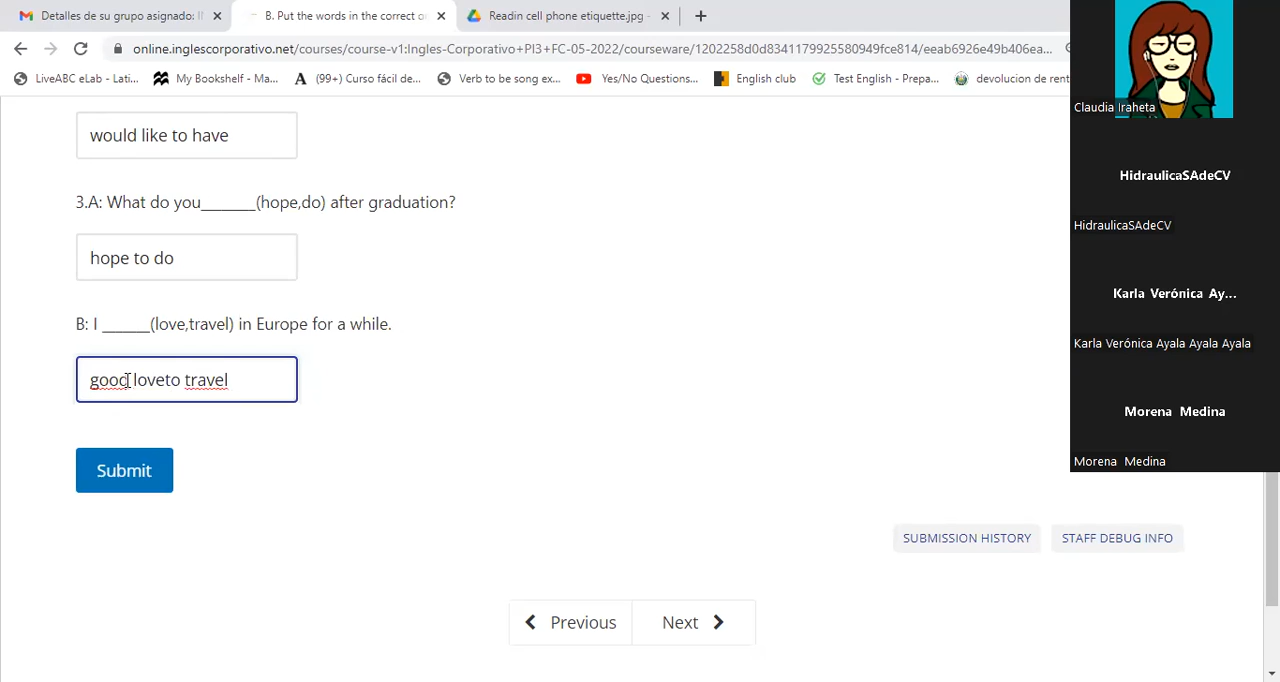 Detalles de su grupo asignado: I
B. Put the words in the correct o
Readin cell phone etiquette.jpg -
online.inglescorporativo.net/courses/course-v1:Ingles-Corporativo+PI3+FC-05-2022/courseware/1202258d0d8341179925580949fce814/eeab6926e49b406ea...
LiveABC eLab - Lati...
My Bookshelf - Ma...
(99+) Curso fácil de...
Verb to be song ex...
Yes/No Questions...
English club
Test English - Prepa...
devolucion de rent
Claudia Iraheta
would like to have
HidraulicaSAdeCV
HidraulicaSAdeCV
3.A: What do you______(hope,do) after graduation?
hope to do
Karla Verónica Ay...
Karla Verónica Ayala Ayala Ayala
B: I _____(love,travel) in Europe for a while.
good loveto travel
Morena Medina
Morena Medina
Submit
SUBMISSION HISTORY
STAFF DEBUG INFO
Previous
Next